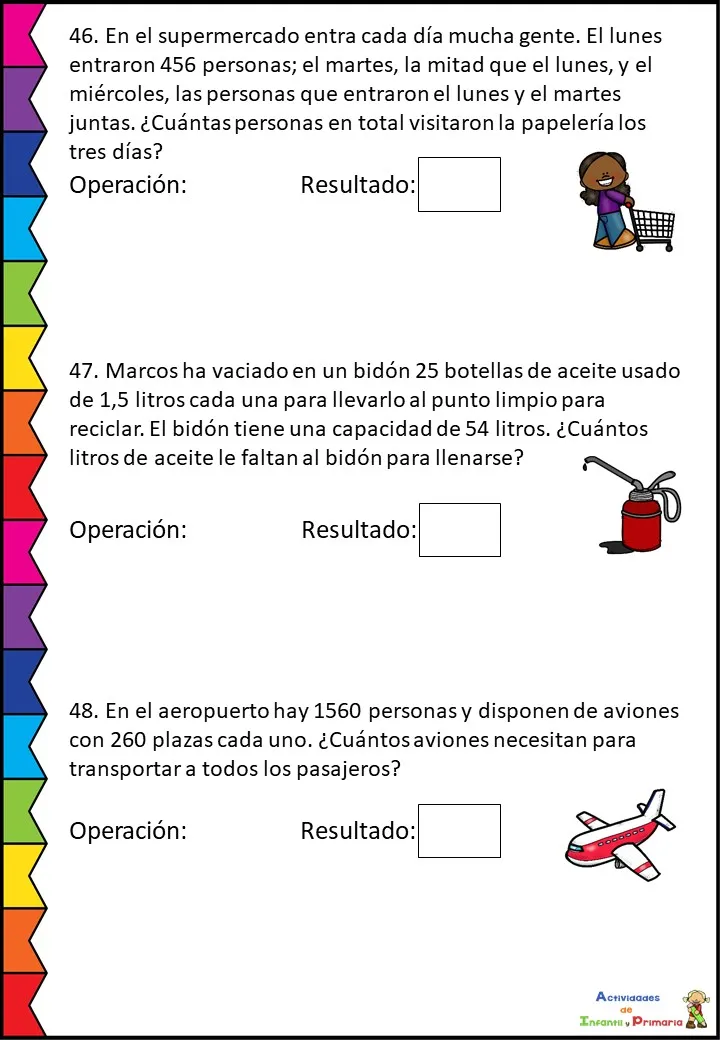 46. En el supermercado entra cada día mucha gente. El lunes
entraron 456 personas; el martes, la mitad que el lunes, y el
miércoles, las personas que entraron el lunes y el martes
juntas. ¿Cuántas personas en total visitaron la papelería los
tres días?
Operación: Resultado:
47. Marcos ha vaciado en un bidón 25 botellas de aceite usado
de 1,5 litros cada una para llevarlo al punto limpio para
reciclar. El bidón tiene una capacidad de 54 litros. ¿Cuántos
litros de aceite le faltan al bidón para llenarse?
Operación: Resultado:
48. En el aeropuerto hay 1560 personas y disponen de aviones
con 260 plazas cada uno. ¿Cuántos aviones necesitan para
transportar a todos los pasajeros?
Operación: Resultado:
Actividades
de
Infantil y Primaria